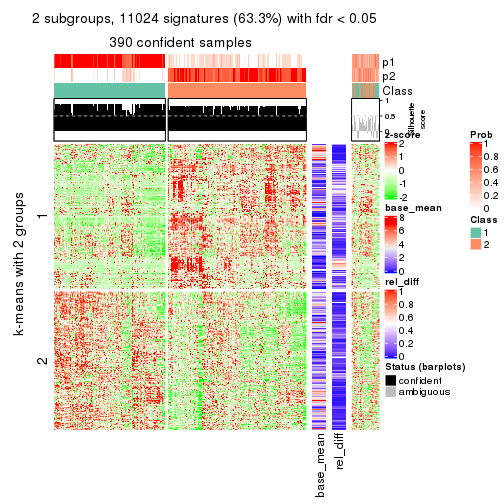 2 subgroups, 11024 signatures (63.3%) with fdr < 0.05
390 confident samples
p1
p2
Class
1
0.5
0
Silhouette
score
k-means with 2 groups
1
2
base_mean
rel_diff
z-score
2
1
0
-1
-2
base_mean
8
6
4
2
0
rel_diff
1
0.8
0.6
0.4
0.2
0
Status (barplots)
confident
ambiguous
Prob
1
0.8
0.6
0.4
0.2
0
Class
1
2